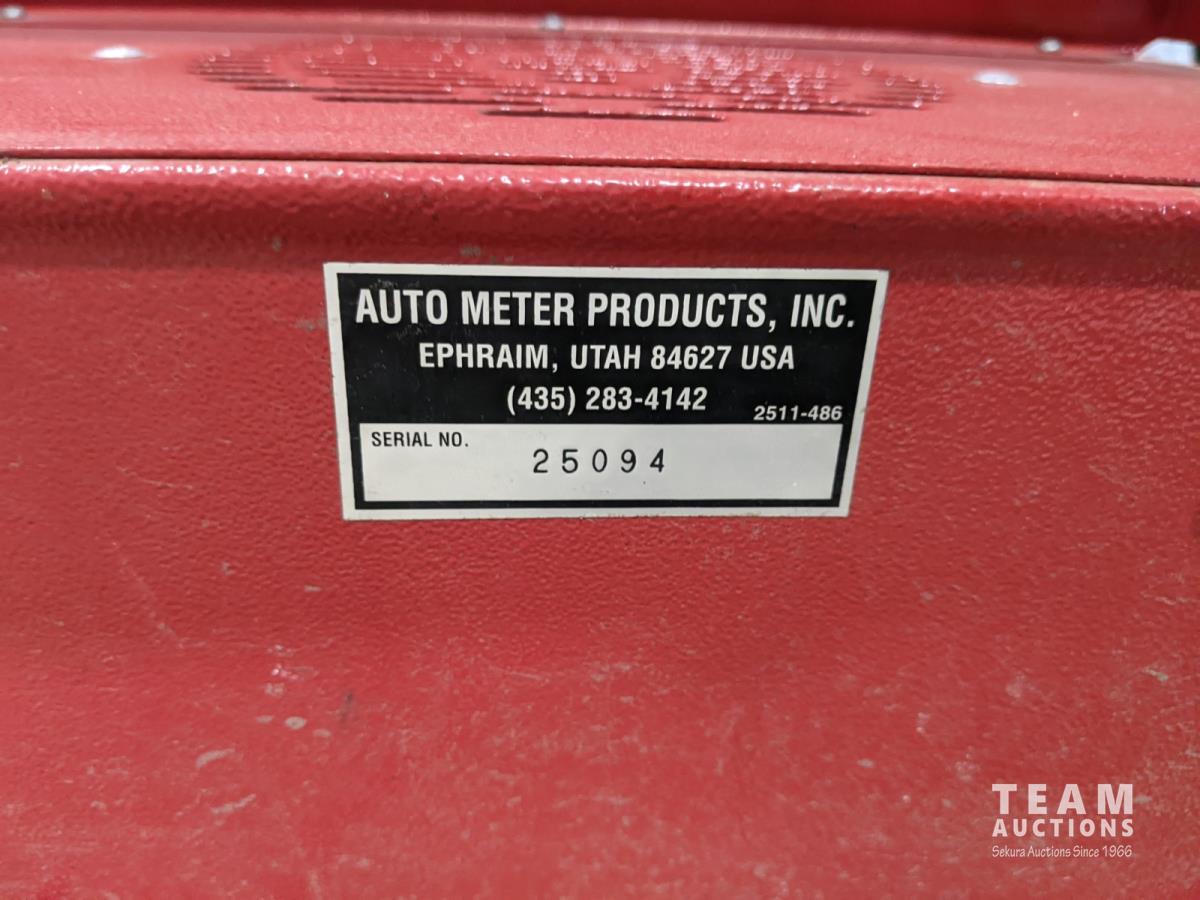 AUTO METER PRODUCTS, INC.
EPHRAIM, UTAH 84627 USA
(435) 283-4142
2511-486
SERIAL NO.
25094
TEAM
AUCTIONS
Sekura Auctions Since 1966